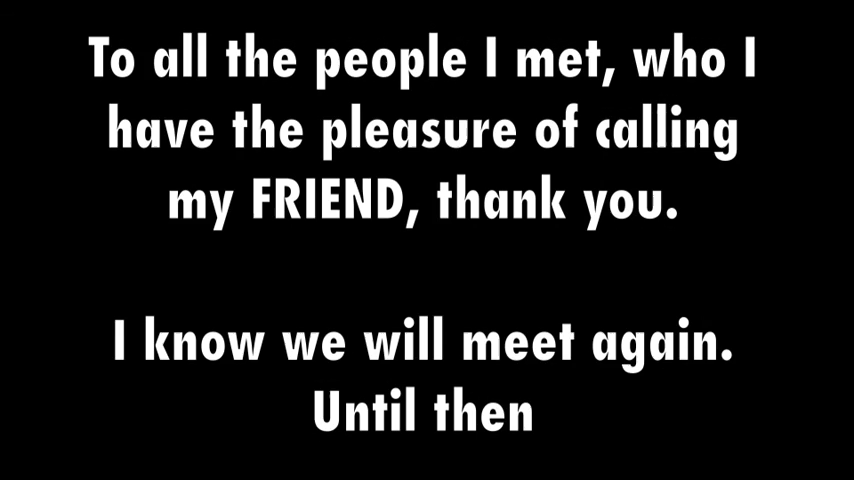 To all the people I met, who I
have the pleasure of calling
my FRIEND, thank you.
I know we will meet again.
Until then